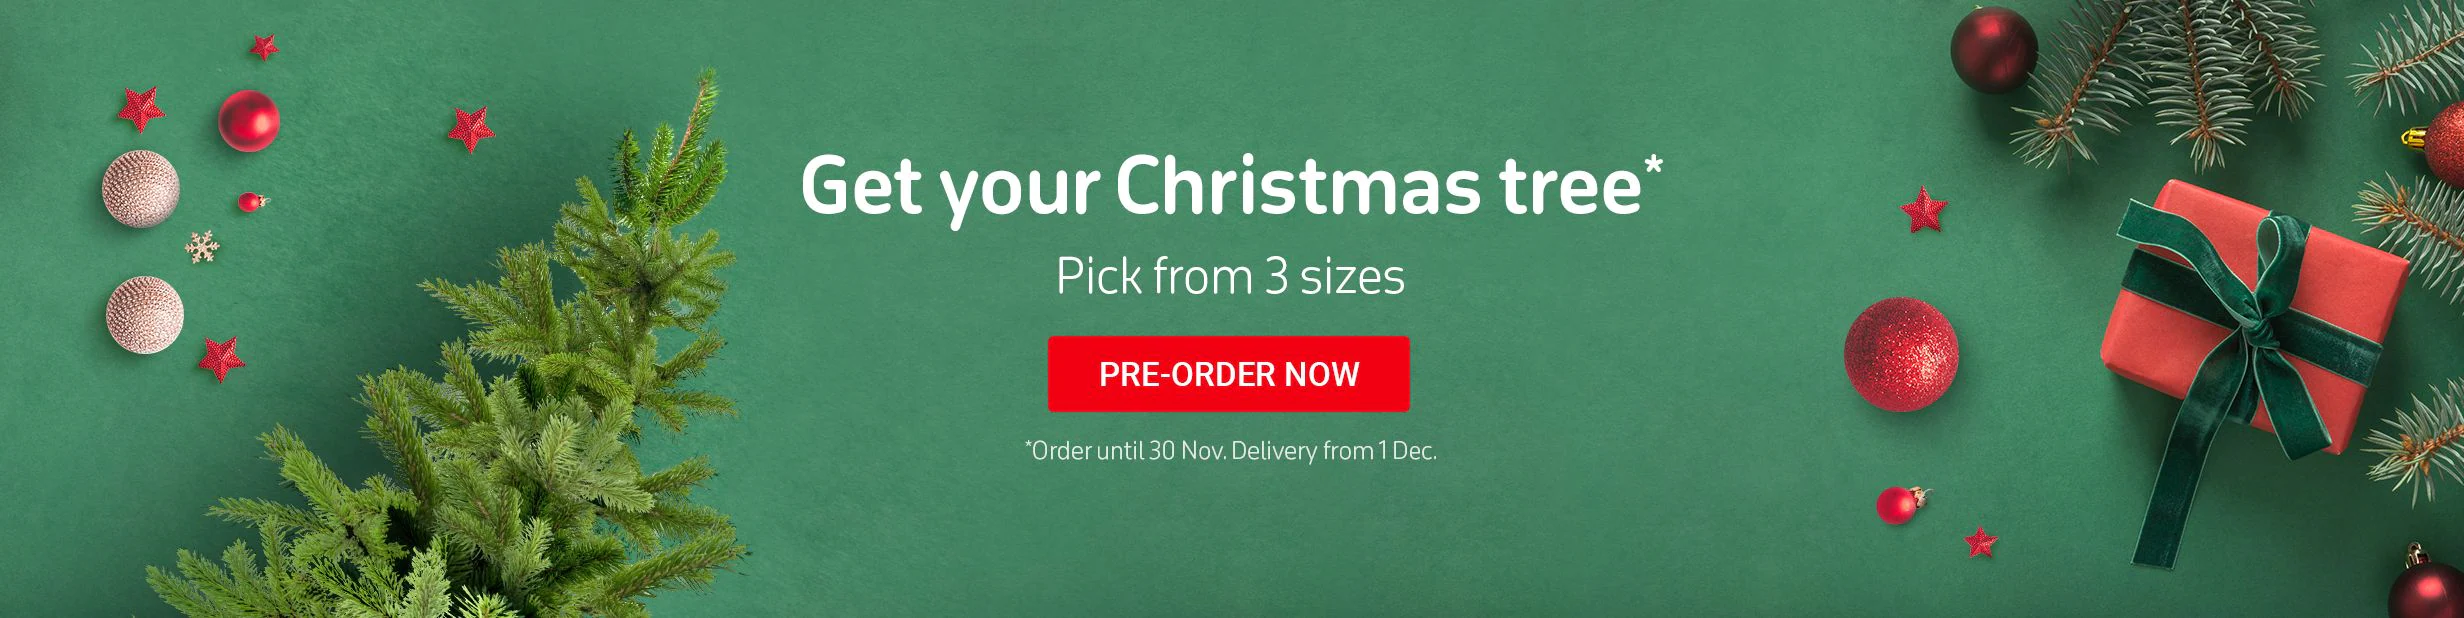 Get your Christmas tree*
Pick from 3 sizes
PRE-ORDER NOW
*Order until 30 Nov. Delivery from 1 Dec.